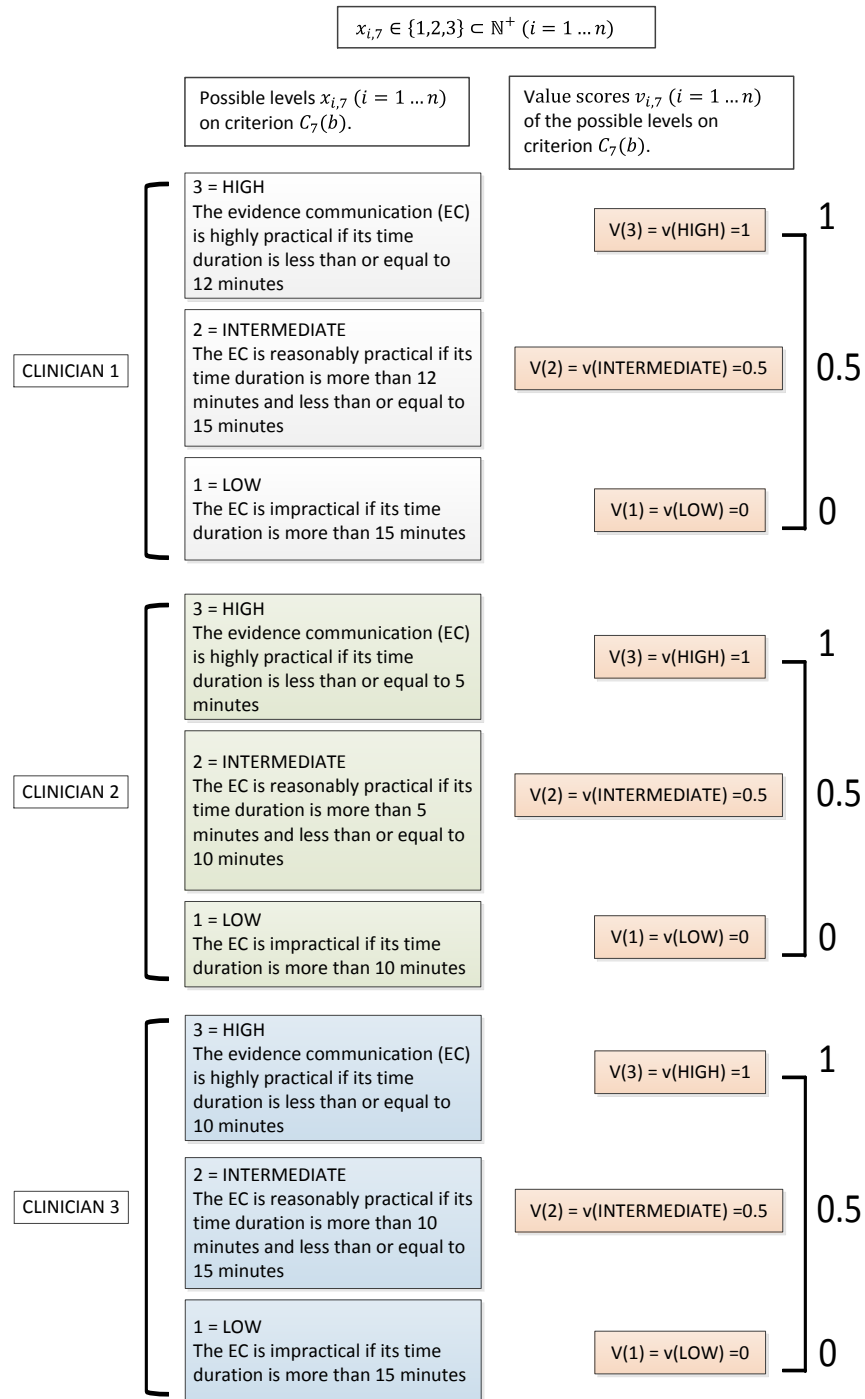 x_{i,7} ∈ {1,2,3} ⊂ ℕ⁺ (i = 1 … n)
Possible levels x_{i,7} (i = 1 … n)
on criterion C₇(b).
Value scores v_{i,7} (i = 1 … n)
of the possible levels on
criterion C₇(b).
CLINICIAN 1
3 = HIGH
The evidence communication (EC)
is highly practical if its time
duration is less than or equal to
12 minutes
V(3) = v(HIGH) =1
1
2 = INTERMEDIATE
The EC is reasonably practical if its
time duration is more than 12
minutes and less than or equal to
15 minutes
V(2) = v(INTERMEDIATE) =0.5
0.5
1 = LOW
The EC is impractical if its time
duration is more than 15 minutes
V(1) = v(LOW) =0
0
CLINICIAN 2
3 = HIGH
The evidence communication (EC)
is highly practical if its time
duration is less than or equal to 5
minutes
V(3) = v(HIGH) =1
1
2 = INTERMEDIATE
The EC is reasonably practical if its
time duration is more than 5
minutes and less than or equal to
10 minutes
V(2) = v(INTERMEDIATE) =0.5
0.5
1 = LOW
The EC is impractical if its time
duration is more than 10 minutes
V(1) = v(LOW) =0
0
CLINICIAN 3
3 = HIGH
The evidence communication (EC)
is highly practical if its time
duration is less than or equal to
10 minutes
V(3) = v(HIGH) =1
1
2 = INTERMEDIATE
The EC is reasonably practical if its
time duration is more than 10
minutes and less than or equal to
15 minutes
V(2) = v(INTERMEDIATE) =0.5
0.5
1 = LOW
The EC is impractical if its time
duration is more than 15 minutes
V(1) = v(LOW) =0
0